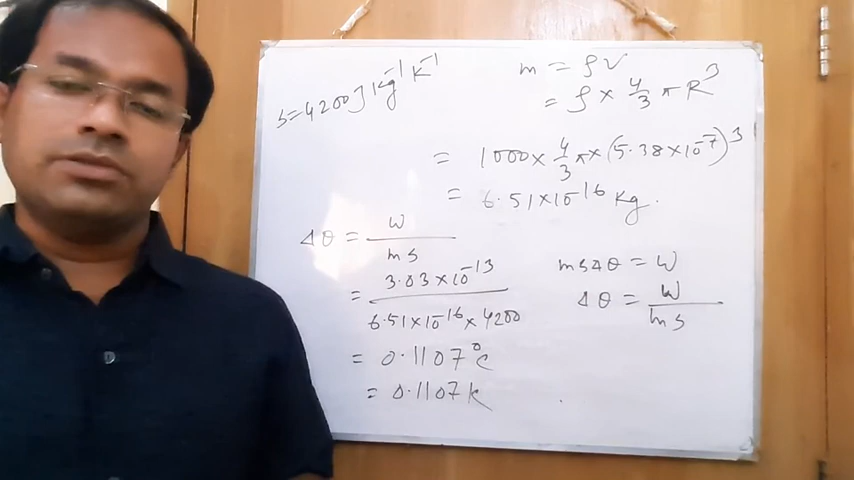 s=4200 J kg⁻¹ K⁻¹
m = ρV
= ρ × 4/3 π R³
= 1000 × 4/3 π × (5.38×10⁻⁷)³
= 6.51×10⁻¹⁶ kg.
Δθ = W/ms
= 3.03×10⁻¹³ / 6.51×10⁻¹⁶×4200
= 0.1107°C
= 0.1107 K
msΔθ = W
Δθ = W/ms